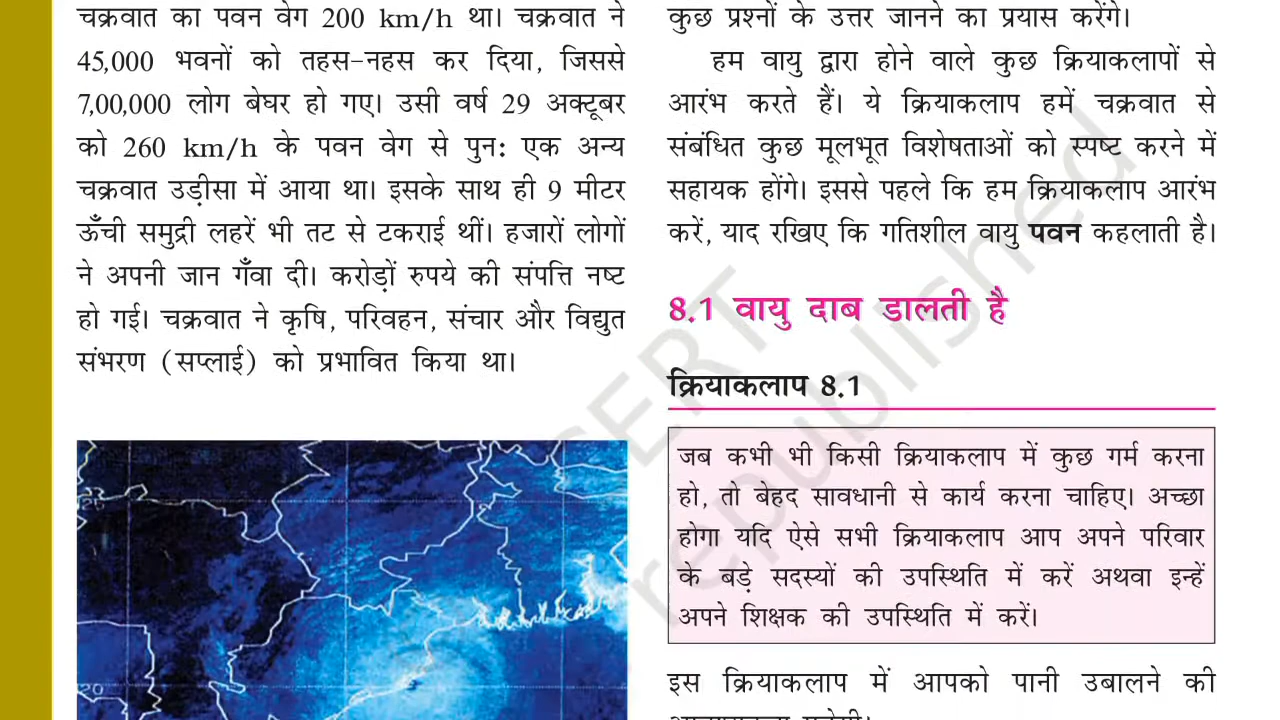 चक्रवात का पवन वेग 200 km/h था। चक्रवात ने
45,000 भवनों को तहस-नहस कर दिया, जिससे
7,00,000 लोग बेघर हो गए। उसी वर्ष 29 अक्टूबर
को 260 km/h के पवन वेग से पुन: एक अन्य
चक्रवात उड़ीसा में आया था। इसके साथ ही 9 मीटर
ऊँची समुद्री लहरें भी तट से टकराई थीं। हजारों लोगों
ने अपनी जान गँवा दी। करोड़ों रुपये की संपत्ति नष्ट
हो गई। चक्रवात ने कृषि, परिवहन, संचार और विद्युत
संभरण (सप्लाई) को प्रभावित किया था।
20
कुछ प्रश्नों के उत्तर जानने का प्रयास करेंगे।
हम वायु द्वारा होने वाले कुछ क्रियाकलापों से
आरंभ करते हैं। ये क्रियाकलाप हमें चक्रवात से
संबंधित कुछ मूलभूत विशेषताओं को स्पष्ट करने में
सहायक होंगे। इससे पहले कि हम क्रियाकलाप आरंभ
करें, याद रखिए कि गतिशील वायु पवन कहलाती है।
8.1 वायु दाब डालती है
क्रियाकलाप 8.1
जब कभी भी किसी क्रियाकलाप में कुछ गर्म करना
हो, तो बेहद सावधानी से कार्य करना चाहिए। अच्छा
होगा यदि ऐसे सभी क्रियाकलाप आप अपने परिवार
के बड़े सदस्यों की उपस्थिति में करें अथवा इन्हें
अपने शिक्षक की उपस्थिति में करें।
इस क्रियाकलाप में आपको पानी उबालने की
republished